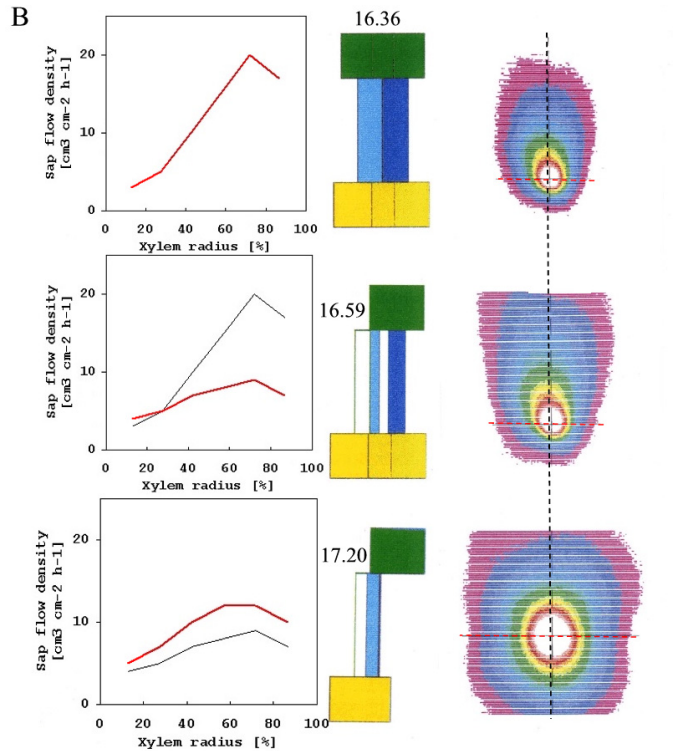 B
16.36
Sap flow density
[cm3 cm-2 h-1]
20
10
0
0 20 40 60 80 100
Xylem radius [%]
16.59
Sap flow density
[cm3 cm-2 h-1]
20
10
0
0 20 40 60 80 100
Xylem radius [%]
17.20
Sap flow density
[cm3 cm-2 h-1]
20
10
0
0 20 40 60 80 100
Xylem radius [%]